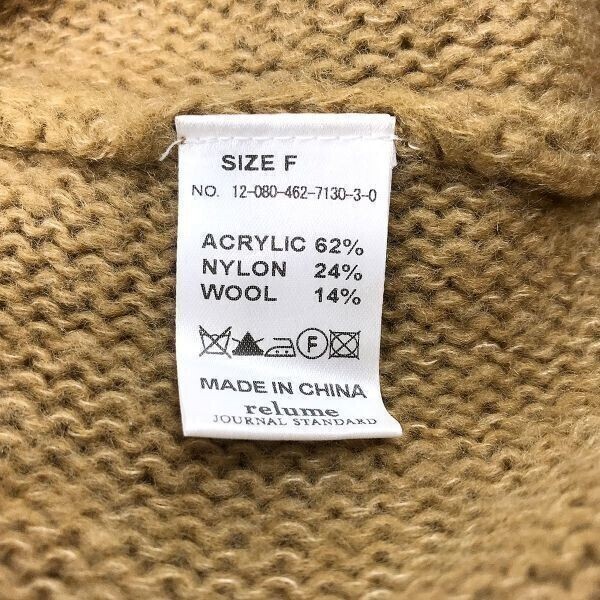 SIZE F
NO. 12-080-462-7130-3-0
ACRYLIC 62%
NYLON 24%
WOOL 14%
F
MADE IN CHINA
relume
JOURNAL STANDARD